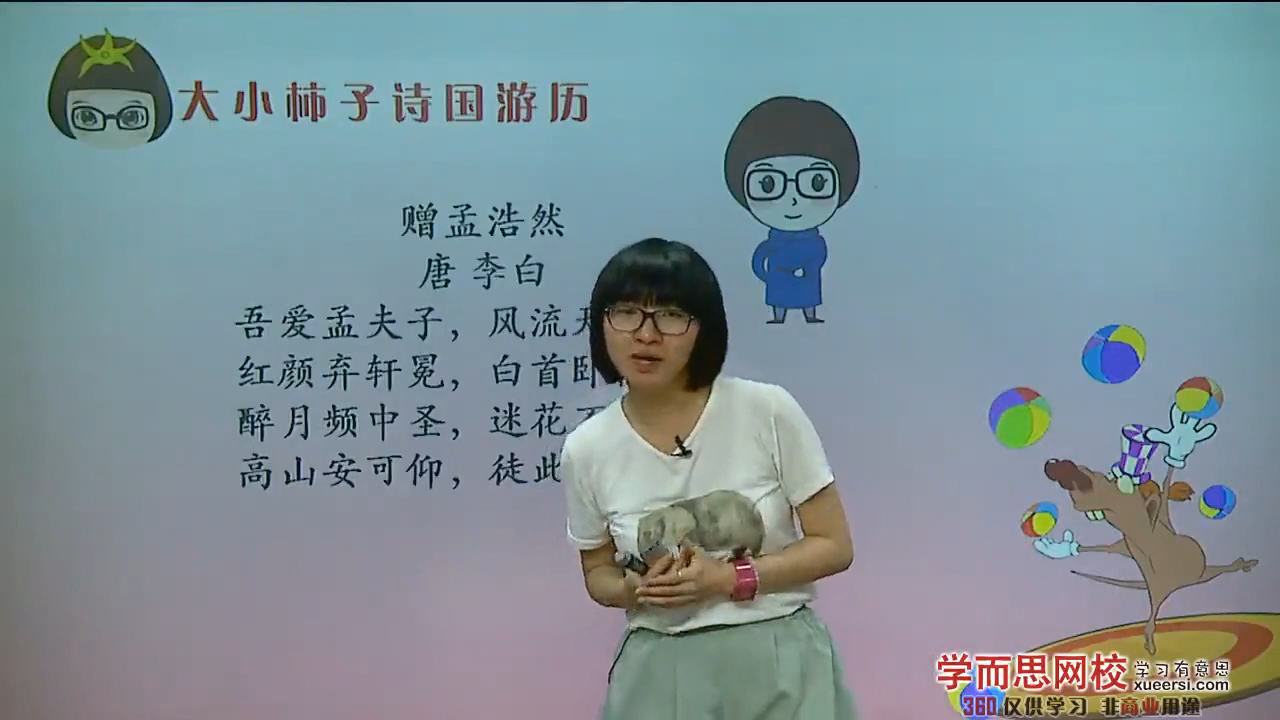 大小柿子诗国游历
赠孟浩然
唐 李白
吾爱孟夫子，风流天
红颜弃轩冕，白首卧
醉月频中圣，迷花不
高山安可仰，徒此
学而思网校 学习有意思
xueersi.com
360 仅供学习 非商业用途